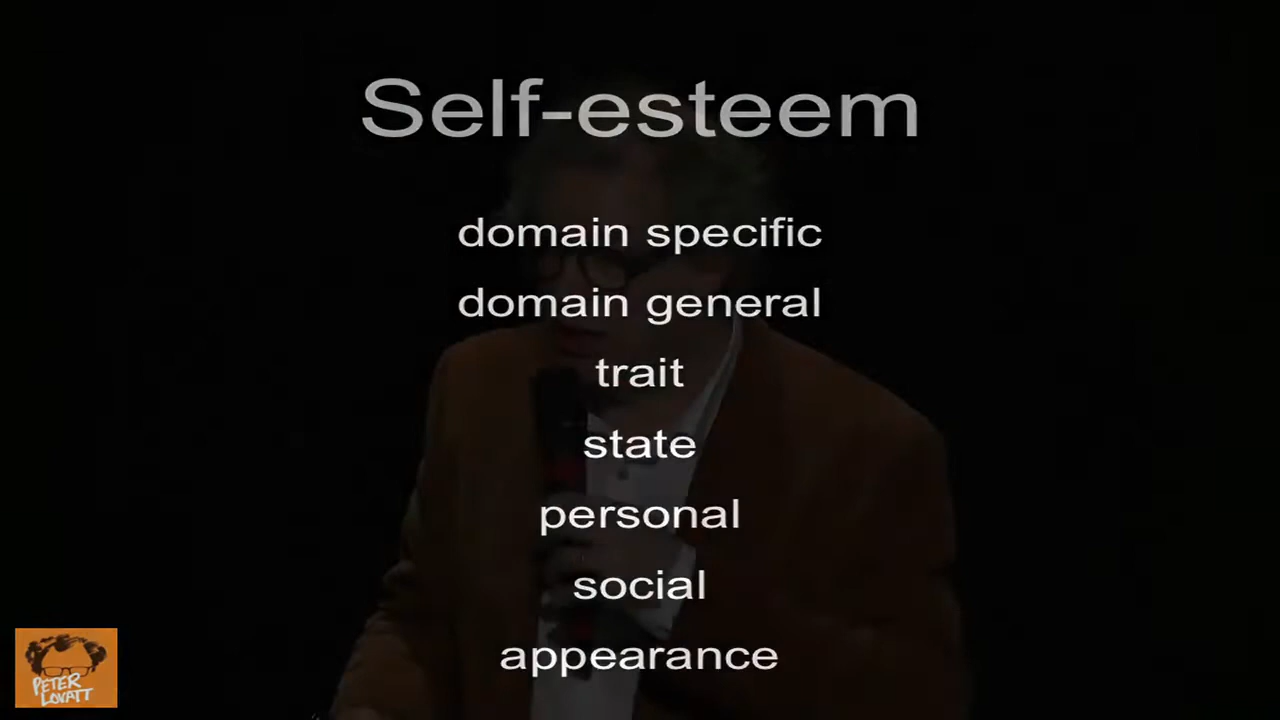 Self-esteem
domain specific
domain general
trait
state
personal
social
appearance
PETER
LOVATT